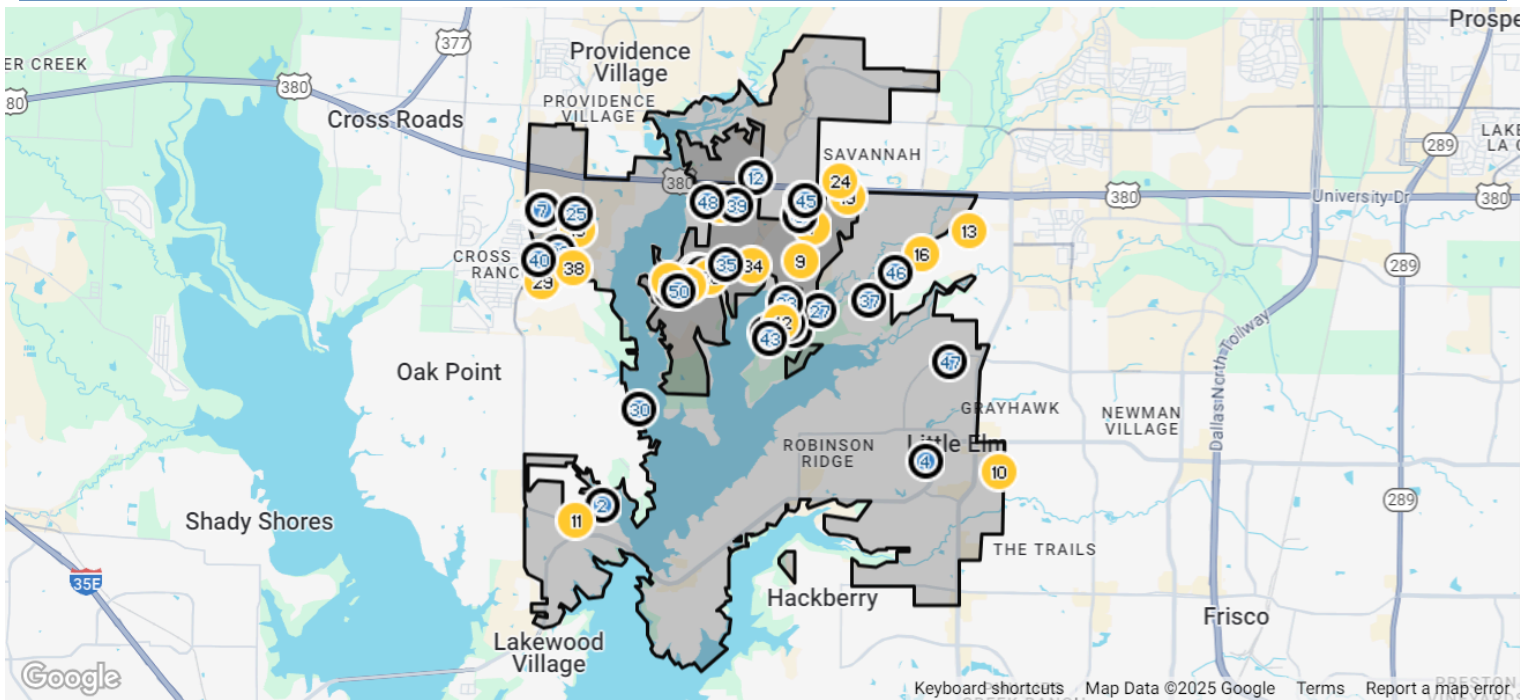 Prospe
377
ER CREEK
Providence
Village
380
PROVIDENCE
VILLAGE
80
Cross Roads
289
LAKE
LA C
SAVANNAH
380
12
24
University Dr
380
380
7
25
48
39
45
13
CROSS
RANC
40
38
29
35
34
9
16
46
289
50
37
27
12
43
Dallas North Tollway
Oak Point
47
30
GRAYHAWK
NEWMAN
VILLAGE
ROBINSON
RIDGE
Little Elm
4
10
289
2
11
Shady Shores
THE TRAILS
35E
Hackberry
Frisco
Lakewood
Village
Google
Keyboard shortcuts
Map Data ©2025 Google
Terms
Report a map error